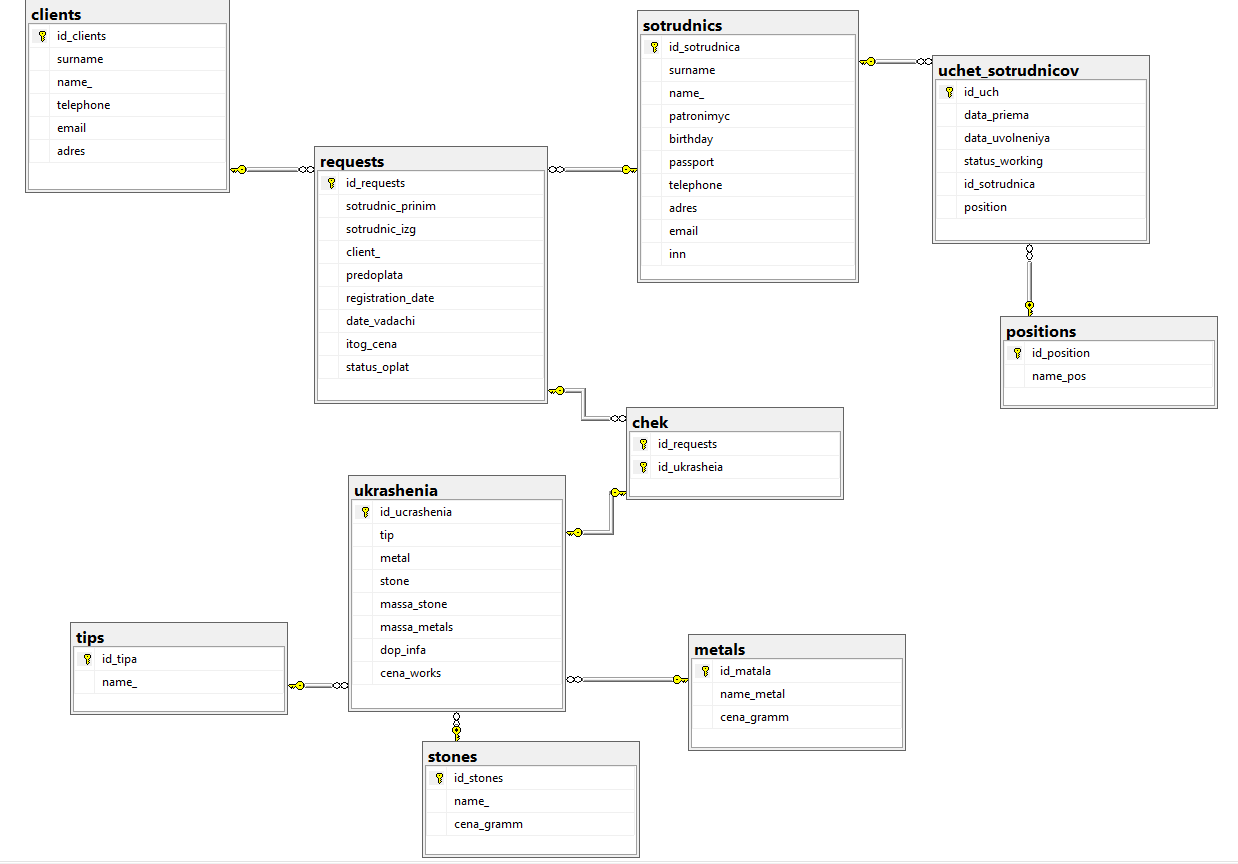 clients
id_clients
surname
name_
telephone
email
adres
requests
id_requests
sotrudnic_prinim
sotrudnic_izg
client_
predoplata
registration_date
date_vadachi
itog_cena
status_oplat
sotrudnics
id_sotrudnica
surname
name_
patronimyc
birthday
passport
telephone
adres
email
inn
uchet_sotrudnicov
id_uch
data_priema
data_uvolneniya
status_working
id_sotrudnica
position
positions
id_position
name_pos
chek
id_requests
id_ukrasheia
ukrashenia
id_ucrashenia
tip
metal
stone
massa_stone
massa_metals
dop_infa
cena_works
tips
id_tipa
name_
metals
id_matala
name_metal
cena_gramm
stones
id_stones
name_
cena_gramm